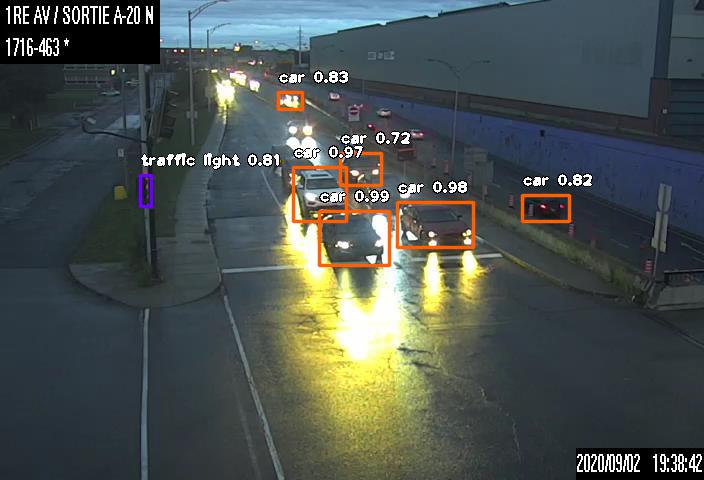 1RE AV / SORTIE A-20 N
1716-463 *
car 0.83
car 0.72
car 0.97
traffic light 0.81
car 0.82
car 0.98
car 0.99
2020/09/02 19:38:42